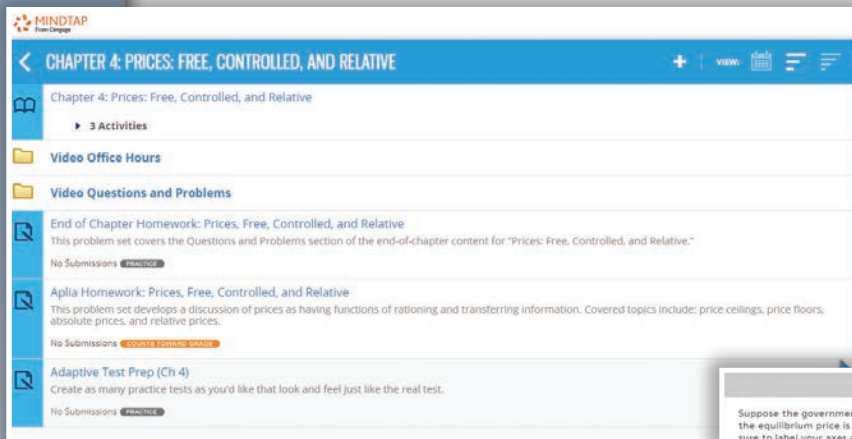 MINDTAP
From Cengage
CHAPTER 4: PRICES: FREE, CONTROLLED, AND RELATIVE
+ VIEW:
Chapter 4: Prices: Free, Controlled, and Relative
3 Activities
Video Office Hours
Video Questions and Problems
End of Chapter Homework: Prices, Free, Controlled, and Relative
This problem set covers the Questions and Problems section of the end-of-chapter content for "Prices: Free, Controlled, and Relative."
No Submissions PRACTICE
Aplia Homework: Prices, Free, Controlled, and Relative
This problem set develops a discussion of prices as having functions of rationing and transferring information. Covered topics include: price ceilings, price floors,
absolute prices, and relative prices.
No Submissions COUNTS TOWARD GRADE
Adaptive Test Prep (Ch 4)
Create as many practice tests as you'd like that look and feel just like the real test.
No Submissions PRACTICE
Suppose the governmen
the equilibrium price is
sure to label your axes